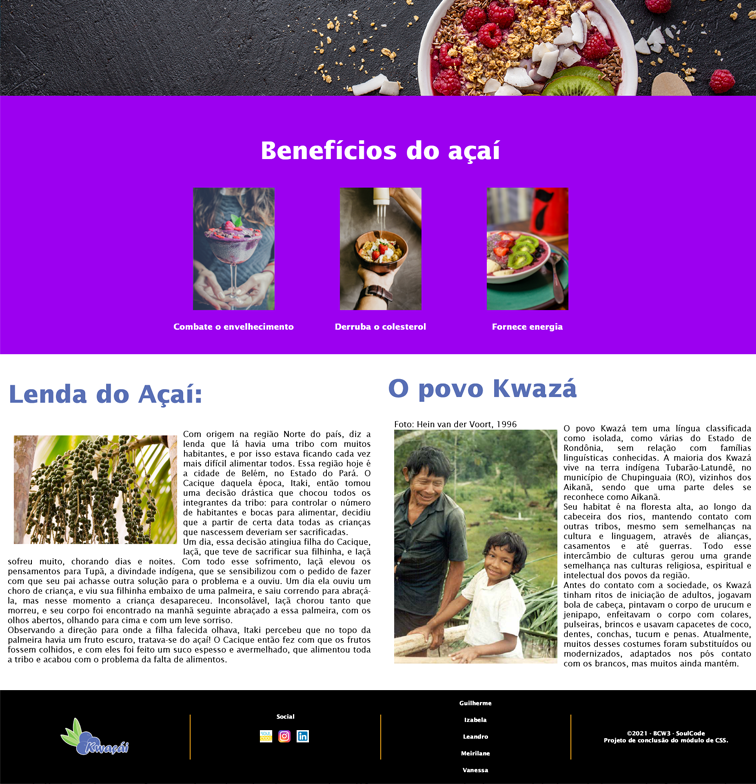 Benefícios do açaí
Combate o envelhecimento
Derruba o colesterol
Fornece energia
Lenda do Açaí:
Com origem na região Norte do país, diz a
lenda que lá havia uma tribo com muitos
habitantes, e por isso estava ficando cada vez
mais difícil alimentar todos. Essa região hoje é
a cidade de Belém, no Estado do Pará. O
Cacique daquela época, Itaki, então tomou
uma decisão drástica que chocou todos os
integrantes da tribo: para controlar o número
de habitantes e bocas para alimentar, decidiu
que a partir de certa data todas as crianças
que nascessem deveriam ser sacrificadas.
Um dia, essa decisão atingiua filha do Cacique,
Iaçã, que teve de sacrificar sua filhinha, e Iaçã
sofreu muito, chorando dias e noites. Com todo esse sofrimento, Iaçã elevou os
pensamentos para Tupã, a divindade indígena, que se sensibilizou com o pedido de fazer
com que seu pai achasse outra solução para o problema e a ouviu. Um dia ela ouviu um
choro de criança, e viu sua filhinha embaixo de uma palmeira, e saiu correndo para abraçá-
la, mas nesse momento a criança desapareceu. Inconsolável, Iaçã chorou tanto que
morreu, e seu corpo foi encontrado na manhã seguinte abraçado a essa palmeira, com os
olhos abertos, olhando para cima e com um leve sorriso.
Observando a direção para onde a filha falecida olhava, Itaki percebeu que no topo da
palmeira havia um fruto escuro, tratava-se do açaí! O Cacique então fez com que os frutos
fossem colhidos, e com eles foi feito um suco espesso e avermelhado, que alimentou toda
a tribo e acabou com o problema da falta de alimentos.
O povo Kwazá
Foto: Hein van der Voort, 1996
O povo Kwazá tem uma língua classificada
como isolada, como várias do Estado de
Rondônia, sem relação com famílias
linguísticas conhecidas. A maioria dos Kwazá
vive na terra indígena Tubarão-Latundê, no
município de Chupinguaia (RO), vizinhos dos
Aikanã, sendo que uma parte deles se
reconhece como Aikanã.
Seu habitat é na floresta alta, ao longo da
cabeceira dos rios, mantendo contato com
outras tribos, mesmo sem semelhanças na
cultura e linguagem, através de alianças,
casamentos e até guerras. Todo esse
intercâmbio de culturas gerou uma grande
semelhança nas culturas religiosa, espiritual e
intelectual dos povos da região.
Antes do contato com a sociedade, os Kwazá
tinham ritos de iniciação de adultos, jogavam
bola de cabeça, pintavam o corpo de urucum e
jenipapo, enfeitavam o corpo com colares,
pulseiras, brincos e usavam capacetes de coco,
dentes, conchas, tucum e penas. Atualmente,
muitos desses costumes foram substituídos ou
modernizados, adaptados nos pós contato
com os brancos, mas muitos ainda mantém.
Kwaçái
Social
Guilherme
Izabela
Leandro
Meirilane
Vanessa
©2021 - BCW3 - SoulCode
Projeto de conclusão do módulo de CSS.